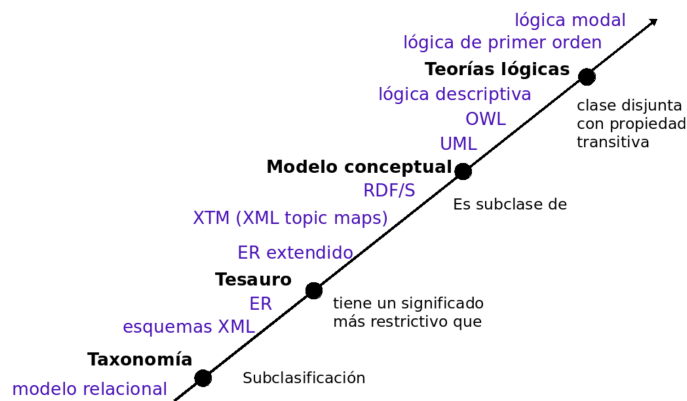 lógica modal
lógica de primer orden
Teorías lógicas
lógica descriptiva
clase disjunta
con propiedad
transitiva
OWL
UML
Modelo conceptual
RDF/S
Es subclase de
XTM (XML topic maps)
ER extendido
Tesauro
ER
tiene un significado
más restrictivo que
esquemas XML
Taxonomía
Subclasificación
modelo relacional